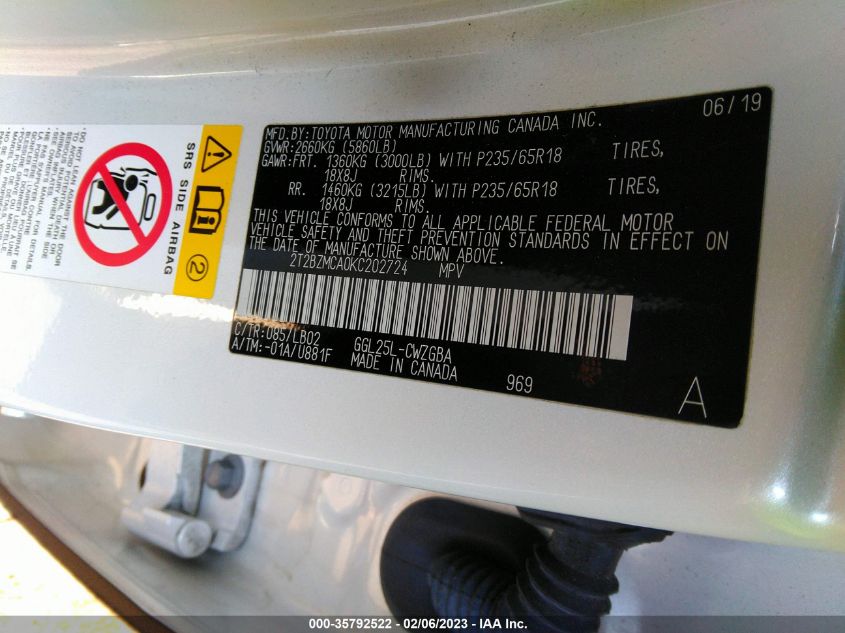 06/19
MFD.BY:TOYOTA MOTOR MANUFACTURING CANADA INC.
GVWR:2660KG (5860LB)
GAWR:FRT. 1360KG (3000LB) WITH P235/65R18 TIRES,
18X8J RIMS.
RR. 1460KG (3215LB) WITH P235/65R18 TIRES,
18X8J RIMS.
THIS VEHICLE CONFORMS TO ALL APPLICABLE FEDERAL MOTOR
VEHICLE SAFETY AND THEFT PREVENTION STANDARDS IN EFFECT ON
THE DATE OF MANUFACTURE SHOWN ABOVE.
2T2BZMCA0KC202724 MPV
C/TR:085/LB02 GGL25L-CWZGBA
A/TM:-01A/U881F MADE IN CANADA 969
A
SRS SIDE AIRBAG
2
000-35792522 - 02/06/2023 - IAA, Inc.